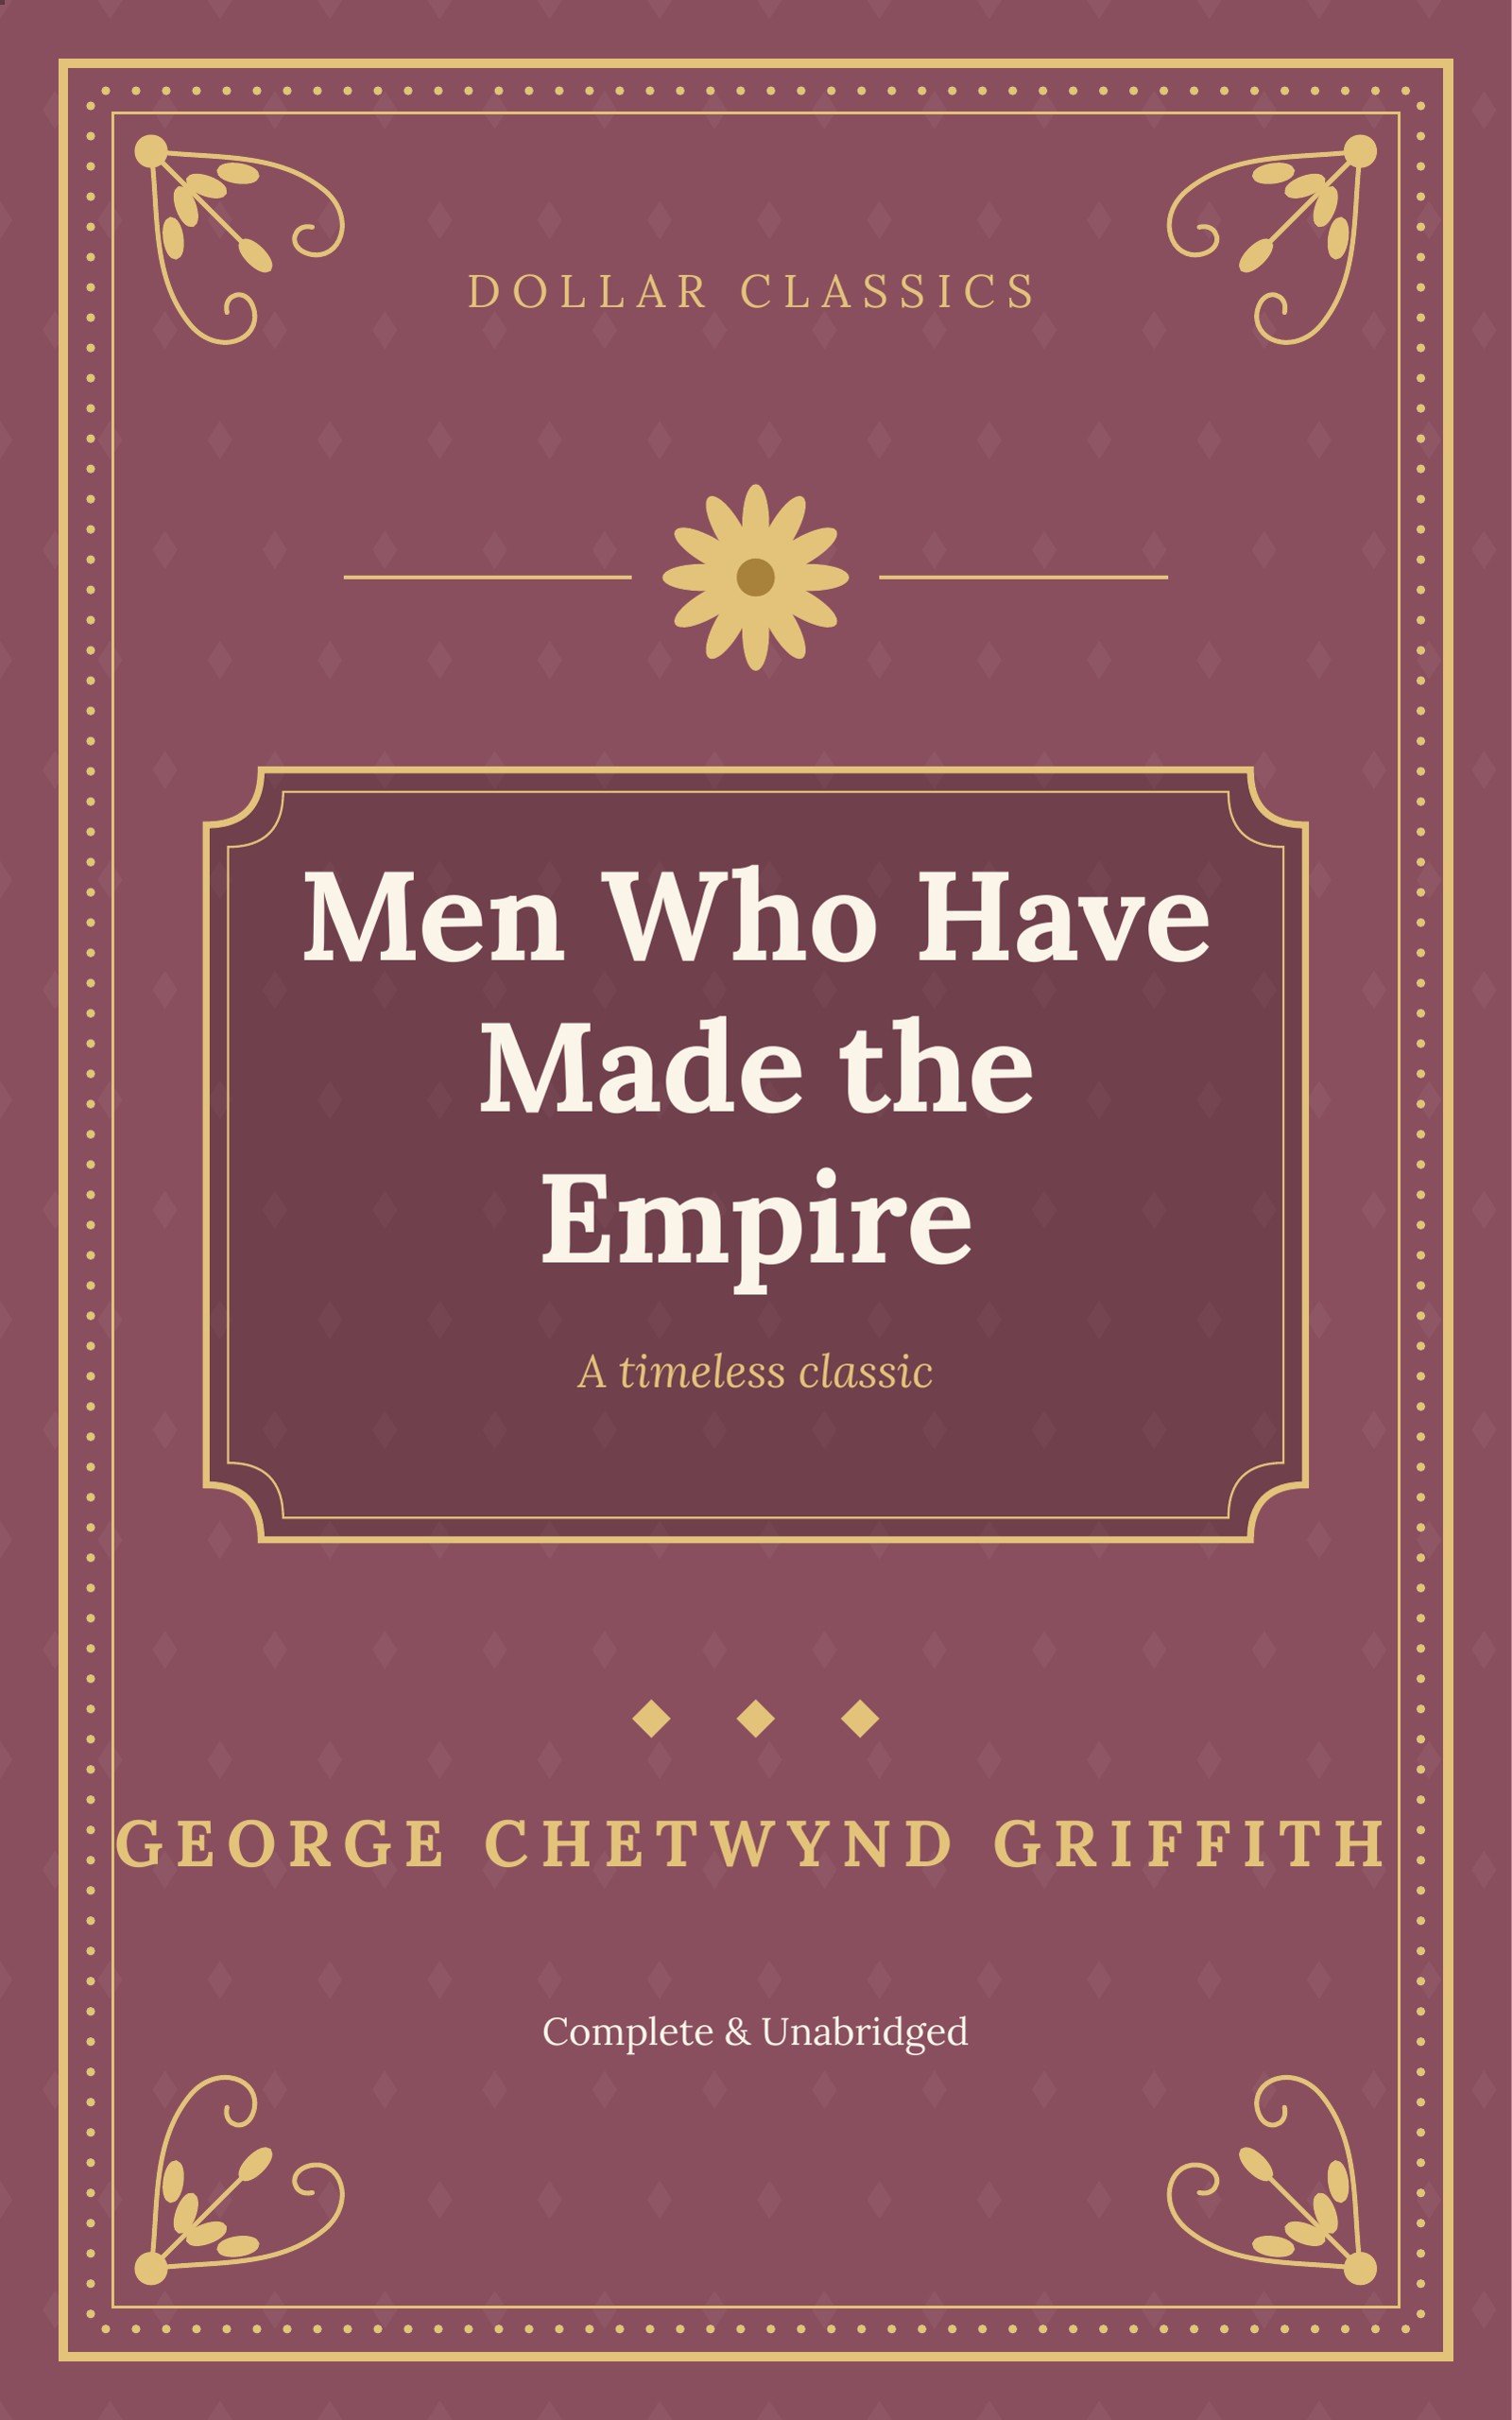 DOLLAR CLASSICS
Men Who Have
Made the
Empire
A timeless classic
GEORGE CHETWYND GRIFFITH
Complete & Unabridged